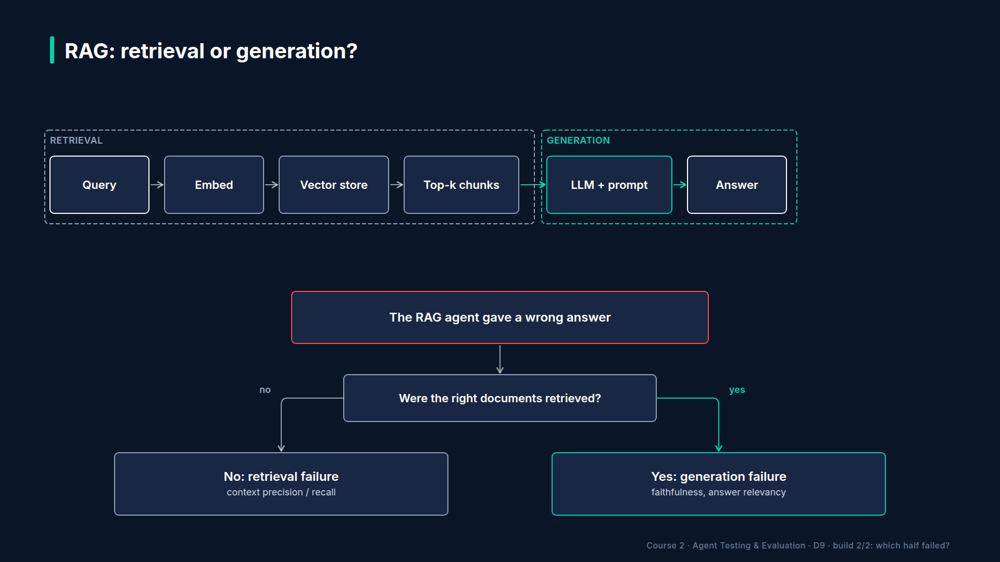 RAG: retrieval or generation?
RETRIEVAL
GENERATION
Query
Embed
Vector store
Top-k chunks
LLM + prompt
Answer
The RAG agent gave a wrong answer
no
Were the right documents retrieved?
yes
No: retrieval failure
context precision / recall
Yes: generation failure
faithfulness, answer relevancy
Course 2 · Agent Testing & Evaluation · D9 · build 2/2: which half failed?